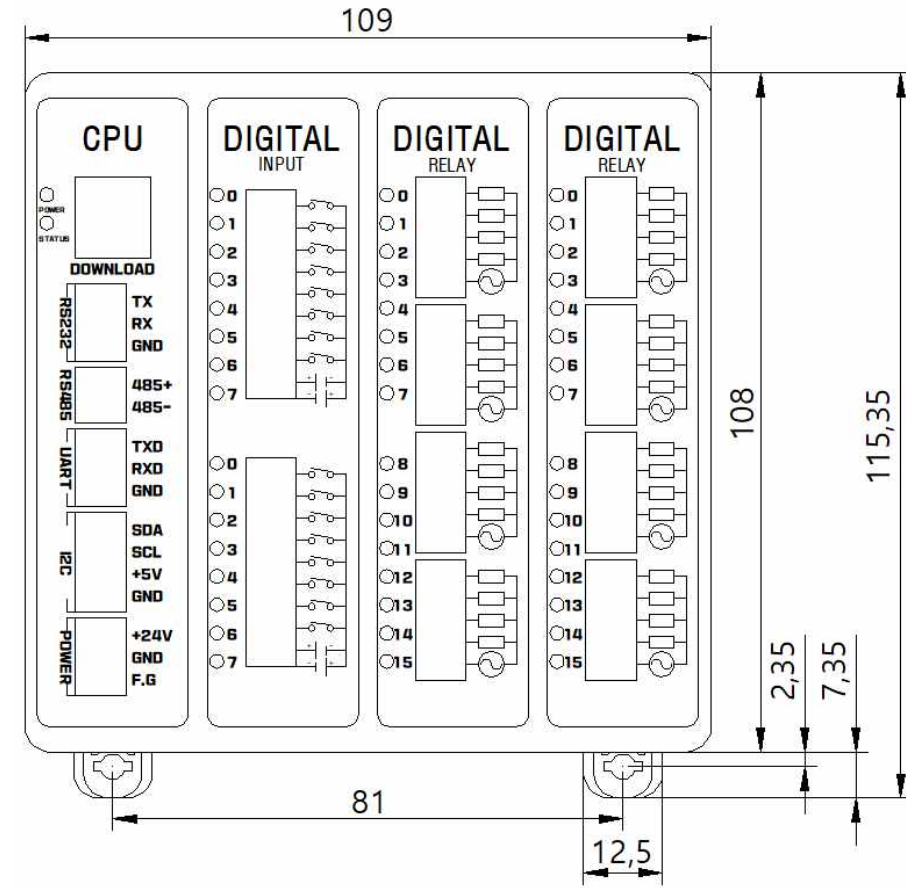 109
CPU
POWER
STATUS
DOWNLOAD
RS232
TX
RX
GND
RS485
485+
485-
UART
TXD
RXD
GND
I2C
SDA
SCL
+5V
GND
POWER
+24V
GND
F.G
DIGITAL
INPUT
0
1
2
3
4
5
6
7
0
1
2
3
4
5
6
7
DIGITAL
RELAY
0
1
2
3
4
5
6
7
8
9
10
11
12
13
14
15
DIGITAL
RELAY
0
1
2
3
4
5
6
7
8
9
10
11
12
13
14
15
108
115,35
2,35
7,35
81
12,5